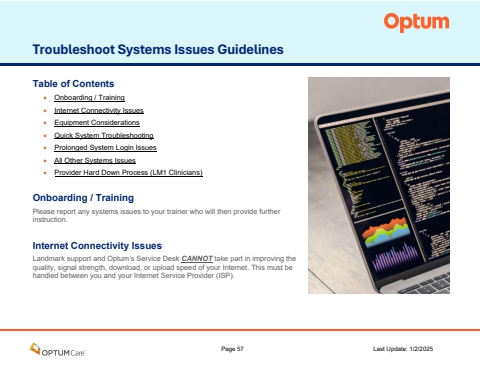 Optum
Troubleshoot Systems Issues Guidelines
Table of Contents
• Onboarding / Training
• Internet Connectivity Issues
• Equipment Considerations
• Quick System Troubleshooting
• Prolonged System Login Issues
• All Other Systems Issues
• Provider Hard Down Process (LM1 Clinicians)
Onboarding / Training
Please report any systems issues to your trainer who will then provide further
instruction.
Internet Connectivity Issues
Landmark support and Optum's Service Desk CANNOT take part in improving the
quality, signal strength, download, or upload speed of your Internet. This must be
handled between you and your Internet Service Provider (ISP).
OPTUMCare
Page 57
Last Update: 1/2/2025